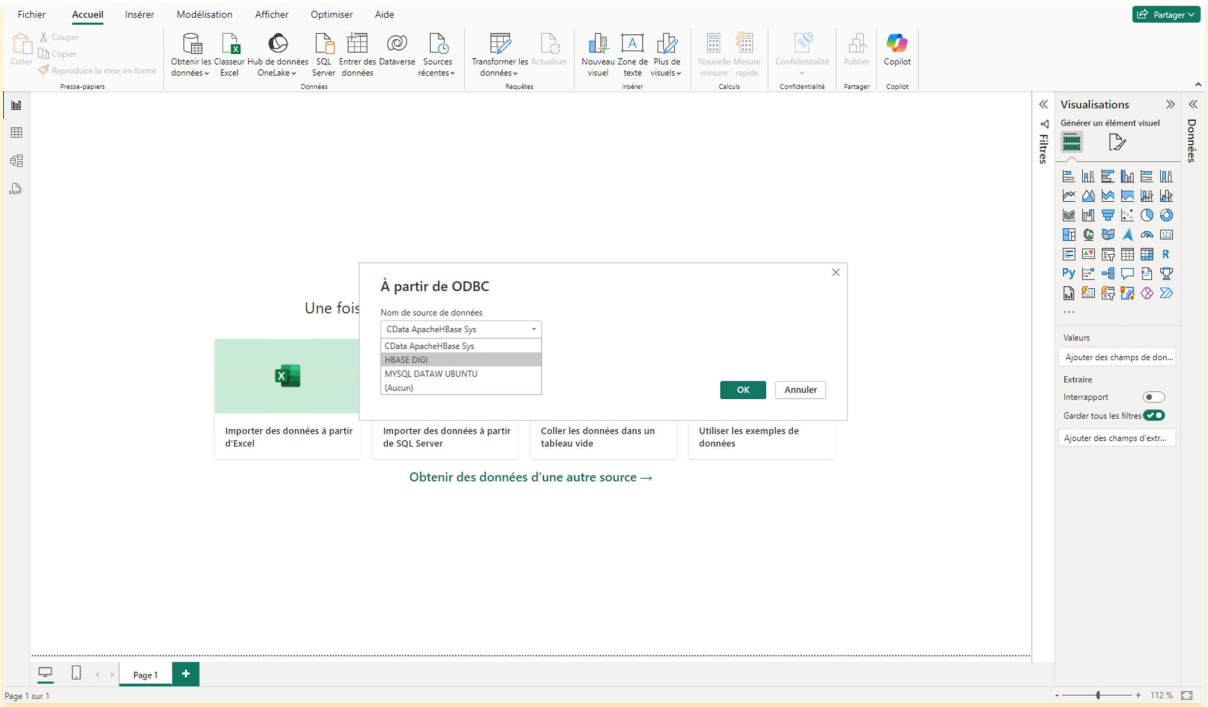 Fichier Accueil Insérer Modélisation Afficher Optimiser Aide
Partager
Coller
Couper
Copier
Reproduire la mise en forme
Presse-papiers
Obtenir les données
Classeur Excel
Hub de données OneLake
SQL Server
Entrer des données
Dataverse
Sources récentes
Données
Transformer les données
Actualiser
Requêtes
Nouveau visuel
Zone de texte
Plus de visuels
Insérer
Nouvelle mesure
Mesure rapide
Calculs
Confidentialité
Confidentialité
Publier
Partager
Copilot
Copilot
Filtres
Visualisations
Générer un élément visuel
Données
R
Py
Valeurs
Ajouter des champs de don...
Extraire
Interrapport
Garder tous les filtres
Ajouter des champs d'extr...
Une fois
À partir de ODBC
Nom de source de données
CData ApacheHBase Sys
CData ApacheHBase Sys
HBASE DIGI
MYSQL DATAW UBUNTU
(Aucun)
OK Annuler
Importer des données à partir
d'Excel
Importer des données à partir
de SQL Server
Coller les données dans un
tableau vide
Utiliser les exemples de
données
Obtenir des données d'une autre source →
Page 1
Page 1 sur 1
112 %